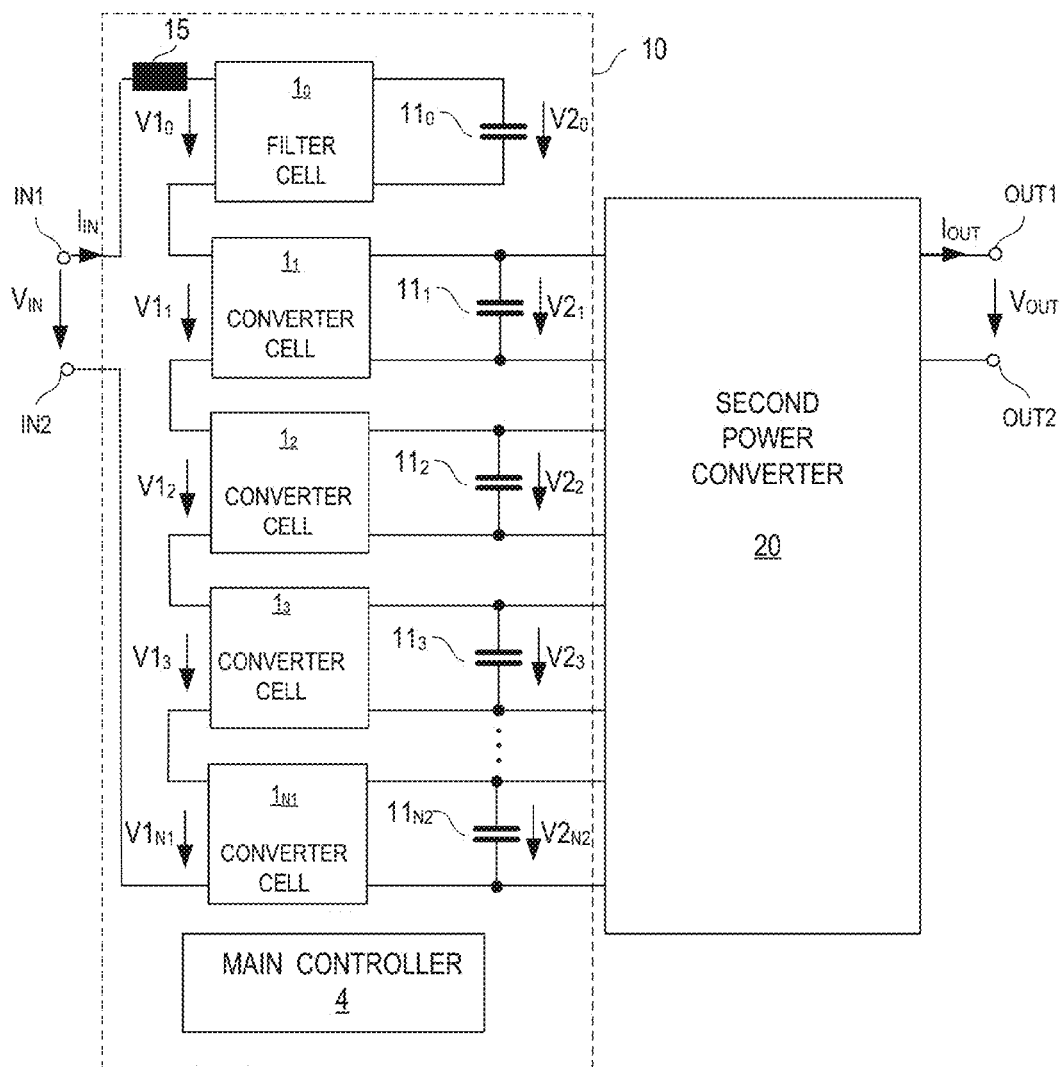 15
10
1₀
FILTER
CELL
V1₀
11₀
V2₀
IN1
I_IN
V_IN
IN2
1₁
CONVERTER
CELL
V1₁
11₁
V2₁
I_OUT
OUT1
V_OUT
OUT2
1₂
CONVERTER
CELL
V1₂
11₂
V2₂
SECOND
POWER
CONVERTER
20
1₃
CONVERTER
CELL
V1₃
11₃
V2₃
1_N1
CONVERTER
CELL
V1_N1
11_N2
V2_N2
MAIN CONTROLLER
4